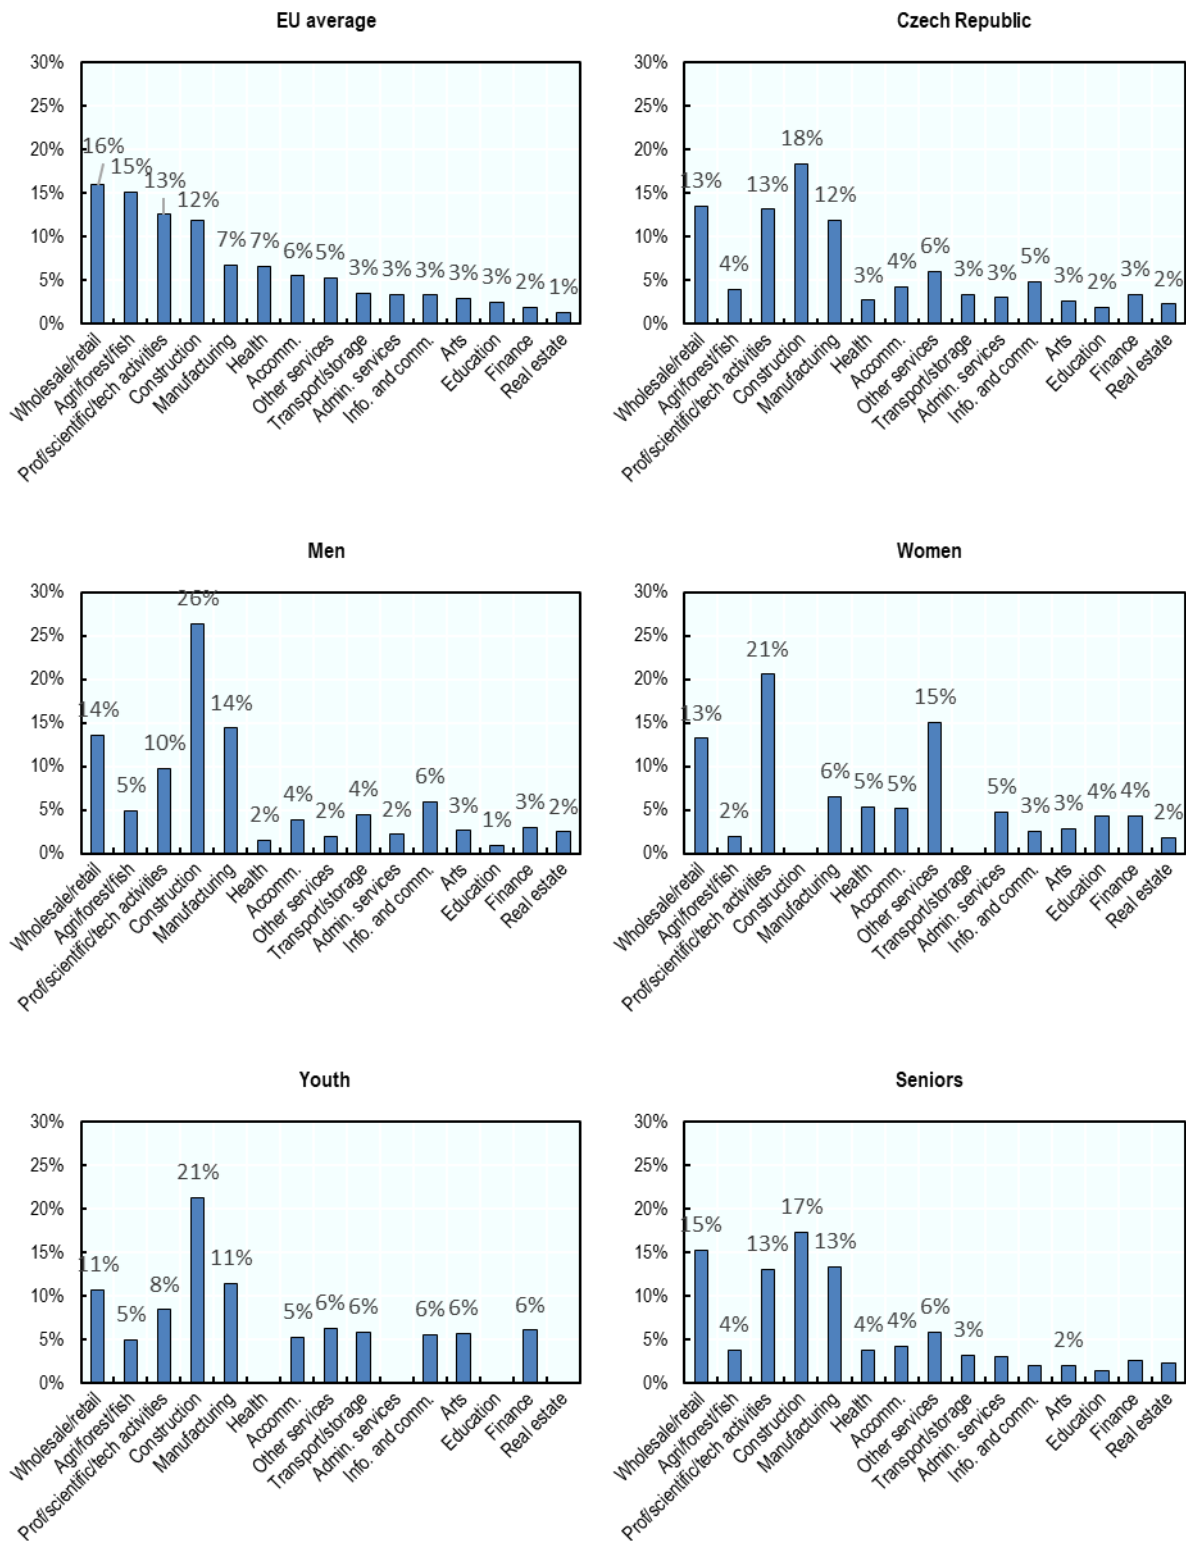 EU average
30%
25%
20%
15%
10%
5%
0%
16%
15%
13%
12%
7%
7%
6%
5%
3%
3%
3%
3%
3%
2%
1%
Wholesale/retail
Agri/forest/fish
Prof/scientific/tech activities
Construction
Manufacturing
Health
Accomm.
Other services
Transport/storage
Admin. services
Info. and comm.
Arts
Education
Finance
Real estate
Czech Republic
30%
25%
20%
15%
10%
5%
0%
13%
4%
13%
18%
12%
3%
4%
6%
3%
3%
5%
3%
2%
3%
2%
Wholesale/retail
Agri/forest/fish
Prof/scientific/tech activities
Construction
Manufacturing
Health
Accomm.
Other services
Transport/storage
Admin. services
Info. and comm.
Arts
Education
Finance
Real estate
Men
30%
25%
20%
15%
10%
5%
0%
14%
5%
10%
26%
14%
2%
4%
2%
4%
2%
6%
3%
1%
3%
2%
Wholesale/retail
Agri/forest/fish
Prof/scientific/tech activities
Construction
Manufacturing
Health
Accomm.
Other services
Transport/storage
Admin. services
Info. and comm.
Arts
Education
Finance
Real estate
Women
30%
25%
20%
15%
10%
5%
0%
13%
2%
21%
6%
5%
5%
15%
5%
3%
3%
4%
4%
2%
Wholesale/retail
Agri/forest/fish
Prof/scientific/tech activities
Construction
Manufacturing
Health
Accomm.
Other services
Transport/storage
Admin. services
Info. and comm.
Arts
Education
Finance
Real estate
Youth
30%
25%
20%
15%
10%
5%
0%
11%
5%
8%
21%
11%
5%
6%
6%
6%
6%
6%
Wholesale/retail
Agri/forest/fish
Prof/scientific/tech activities
Construction
Manufacturing
Health
Accomm.
Other services
Transport/storage
Admin. services
Info. and comm.
Arts
Education
Finance
Real estate
Seniors
30%
25%
20%
15%
10%
5%
0%
15%
4%
13%
17%
13%
4%
4%
6%
3%
2%
Wholesale/retail
Agri/forest/fish
Prof/scientific/tech activities
Construction
Manufacturing
Health
Accomm.
Other services
Transport/storage
Admin. services
Info. and comm.
Arts
Education
Finance
Real estate